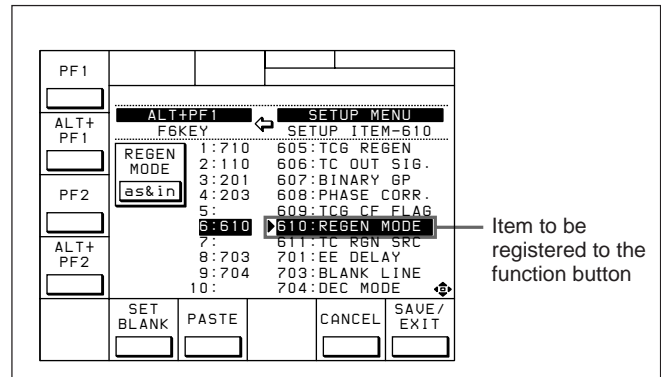 PF1
ALT+
PF1
PF2
ALT+
PF2
ALT+PF1
F6KEY
SETUP MENU
SETUP ITEM-610
REGEN
MODE
as&in
1:710
2:110
3:201
4:203
5:
6:610
7:
8:703
9:704
10:
605:TCG REGEN
606:TC OUT SIG.
607:BINARY GP
608:PHASE CORR.
609:TCG CF FLAG
610:REGEN MODE
611:TC RGN SRC
701:EE DELAY
703:BLANK LINE
704:DEC MODE
SET
BLANK
PASTE
CANCEL
SAVE/
EXIT
Item to be
registered to the
function button